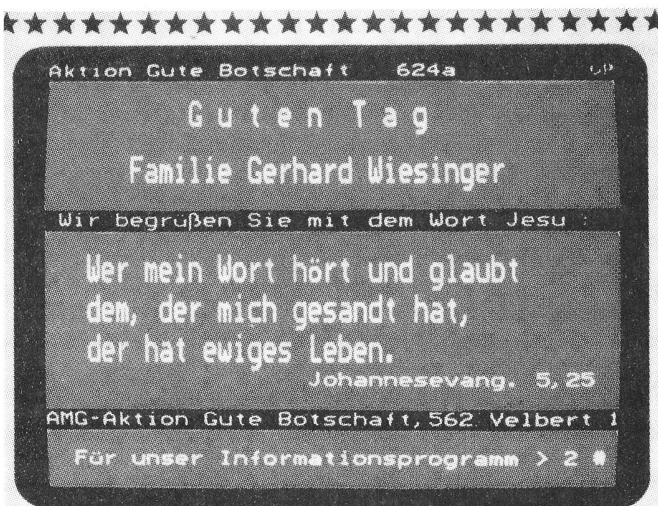 Aktion Gute Botschaft 624a 0P
Guten Tag
Familie Gerhard Wiesinger
Wir begrüßen Sie mit dem Wort Jesu :
Wer mein Wort hört und glaubt
dem, der mich gesandt hat,
der hat ewiges Leben.
Johannesevang. 5,25
AMG-Aktion Gute Botschaft, 562 Velbert 1
Für unser Informationsprogramm > 2 #